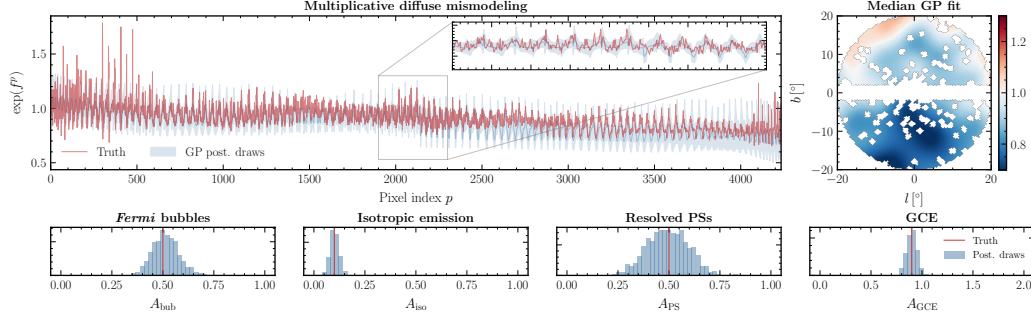 Multiplicative diffuse mismodeling
Median GP fit
exp(f^p)
1.5
1.0
0.5
Truth
GP post. draws
0
500
1000
1500
2000
2500
3000
3500
4000
Pixel index p
b [°]
20
10
0
−10
−20
−20
0
20
l [°]
1.2
1.0
0.8
Fermi bubbles
Isotropic emission
Resolved PSs
GCE
Truth
Post. draws
0.00 0.25 0.50 0.75 1.00
0.00 0.25 0.50 0.75 1.00
0.00 0.25 0.50 0.75 1.00
0.0 0.5 1.0 1.5 2.0
A_bub
A_iso
A_PS
A_GCE